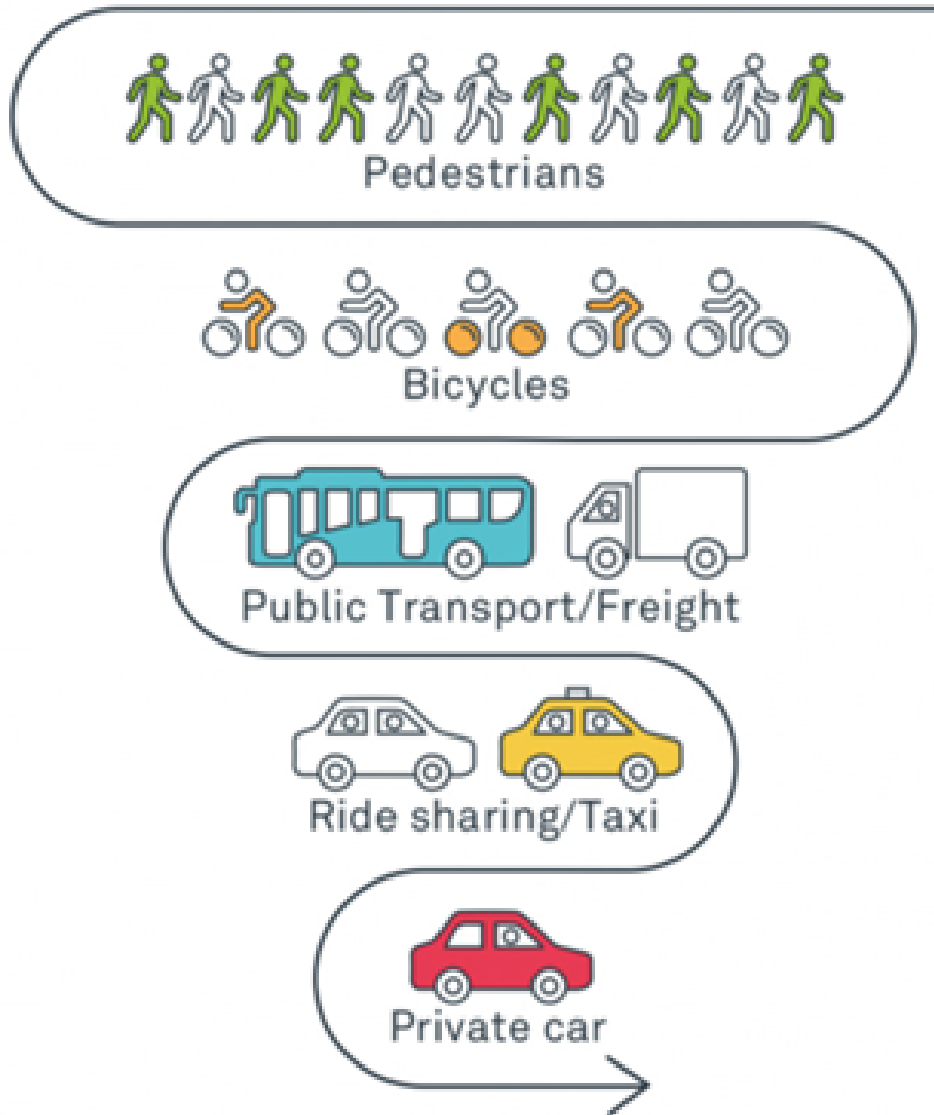 Pedestrians
Bicycles
Public Transport/Freight
Ride sharing/Taxi
Private car